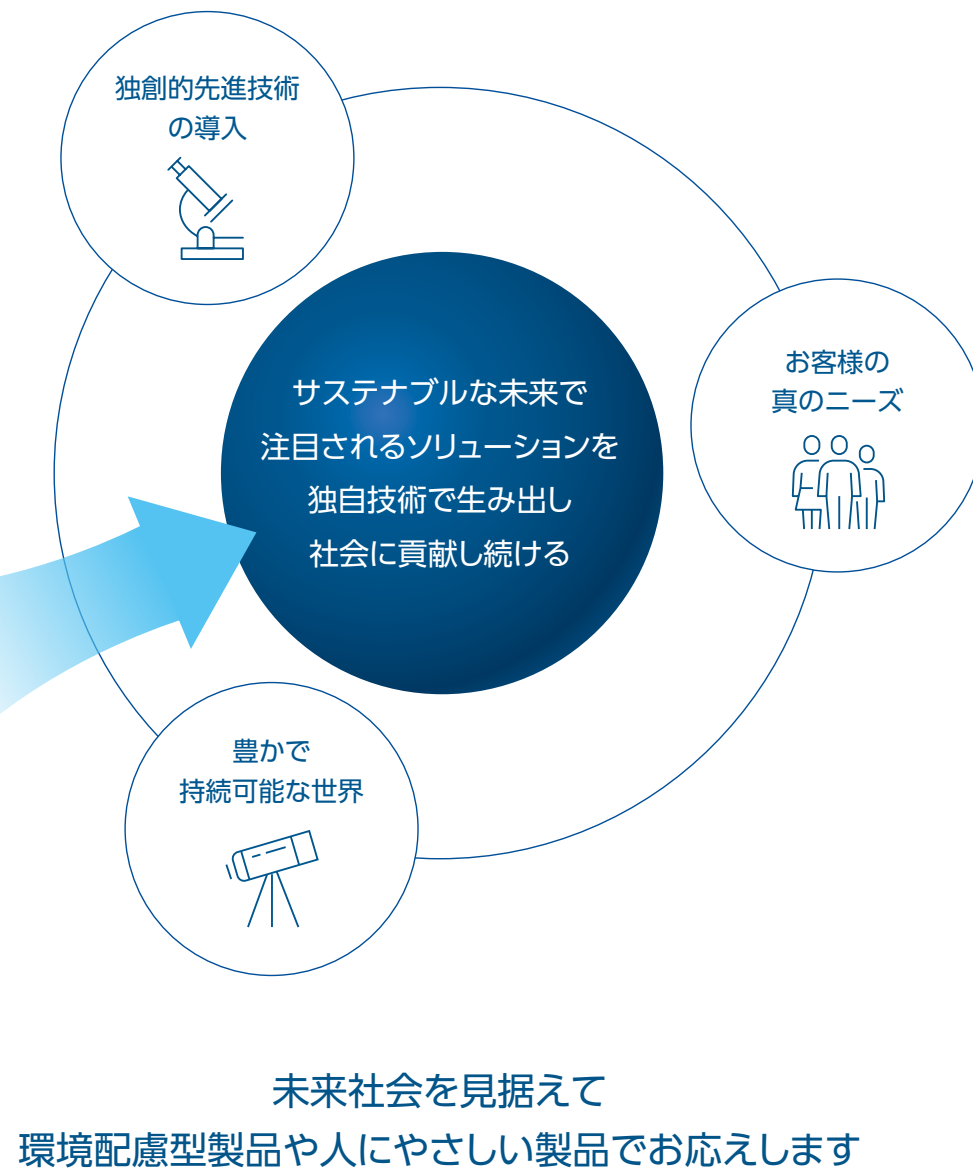 独創的先進技術
の導入
お客様の
真のニーズ
サステナブルな未来で
注目されるソリューションを
独自技術で生み出し
社会に貢献し続ける
豊かで
持続可能な世界
未来社会を見据えて
環境配慮型製品や人にやさしい製品でお応えします